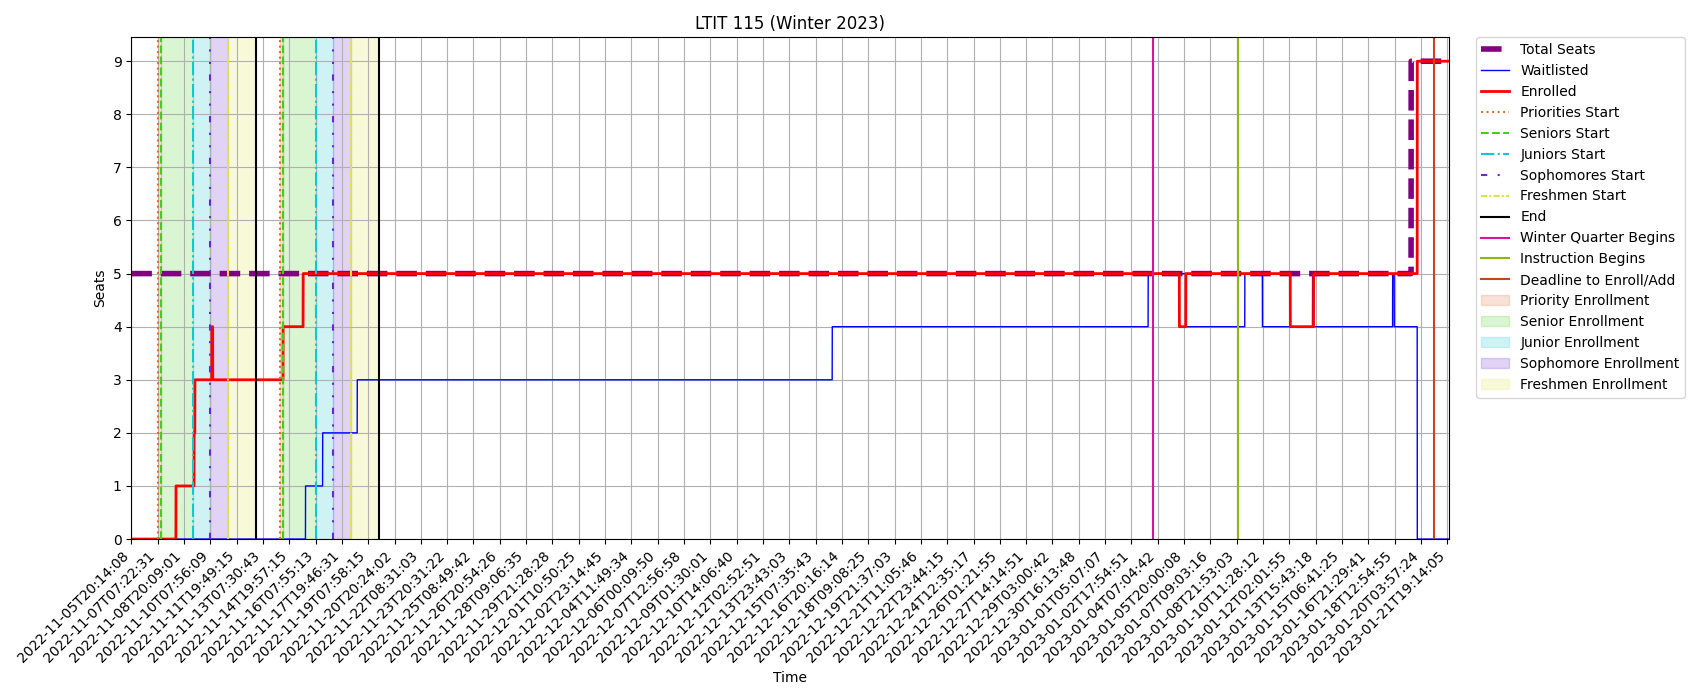 LTIT 115 (Winter 2023)
Seats
9
8
7
6
5
4
3
2
1
0
2022-11-05T20:14:08
2022-11-07T07:22:31
2022-11-08T20:09:01
2022-11-10T07:56:09
2022-11-11T19:49:15
2022-11-13T07:30:43
2022-11-14T19:57:15
2022-11-16T07:55:13
2022-11-17T19:46:31
2022-11-19T07:58:15
2022-11-20T20:24:02
2022-11-22T08:31:03
2022-11-23T20:31:22
2022-11-25T08:49:42
2022-11-26T20:54:26
2022-11-28T09:06:35
2022-11-29T21:28:28
2022-12-01T10:50:25
2022-12-02T23:14:45
2022-12-04T11:49:34
2022-12-06T00:09:50
2022-12-07T12:56:58
2022-12-09T01:30:01
2022-12-10T14:06:40
2022-12-12T02:52:51
2022-12-13T23:43:03
2022-12-15T07:35:43
2022-12-16T20:16:14
2022-12-18T09:08:25
2022-12-19T21:37:03
2022-12-21T11:05:46
2022-12-22T23:44:15
2022-12-24T12:35:17
2022-12-26T01:21:55
2022-12-27T14:14:51
2022-12-29T03:00:42
2022-12-30T16:13:48
2023-01-01T05:07:07
2023-01-02T17:54:51
2023-01-04T07:04:42
2023-01-05T20:00:08
2023-01-07T09:03:16
2023-01-08T21:53:03
2023-01-10T11:28:12
2023-01-12T02:01:55
2023-01-13T15:43:18
2023-01-15T06:41:25
2023-01-16T21:29:41
2023-01-18T12:54:55
2023-01-20T03:57:24
2023-01-21T19:14:05
Time
Total Seats
Waitlisted
Enrolled
Priorities Start
Seniors Start
Juniors Start
Sophomores Start
Freshmen Start
End
Winter Quarter Begins
Instruction Begins
Deadline to Enroll/Add
Priority Enrollment
Senior Enrollment
Junior Enrollment
Sophomore Enrollment
Freshmen Enrollment